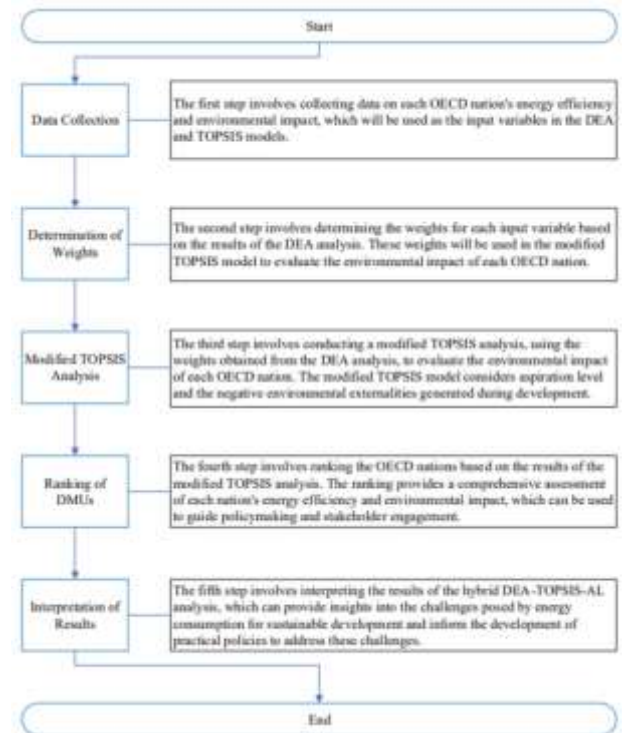 Start
Data Collection
The first step involves collecting data on each OECD nation's energy efficiency
and environmental impact, which will be used as the input variables in the DEA
and TOPSIS models.
Determination of
Weights
The second step involves determining the weights for each input variable based
on the results of the DEA analysis. These weights will be used in the modified
TOPSIS model to evaluate the environmental impact of each OECD nation.
Modified TOPSIS
Analysis
The third step involves conducting a modified TOPSIS analysis, using the
weights obtained from the DEA analysis, to evaluate the environmental impact
of each OECD nation. The modified TOPSIS model considers aspiration level
and the negative environmental externalities generated during development.
Ranking of
DMUs
The fourth step involves ranking the OECD nations based on the results of the
modified TOPSIS analysis. The ranking provides a comprehensive assessment
of each nation's energy efficiency and environmental impact, which can be used
to guide policymaking and stakeholder engagement.
Interpretation of
Results
The fifth step involves interpreting the results of the hybrid DEA-TOPSIS-AL
analysis, which can provide insights into the challenges posed by energy
consumption for sustainable development and inform the development of
practical policies to address these challenges.
End